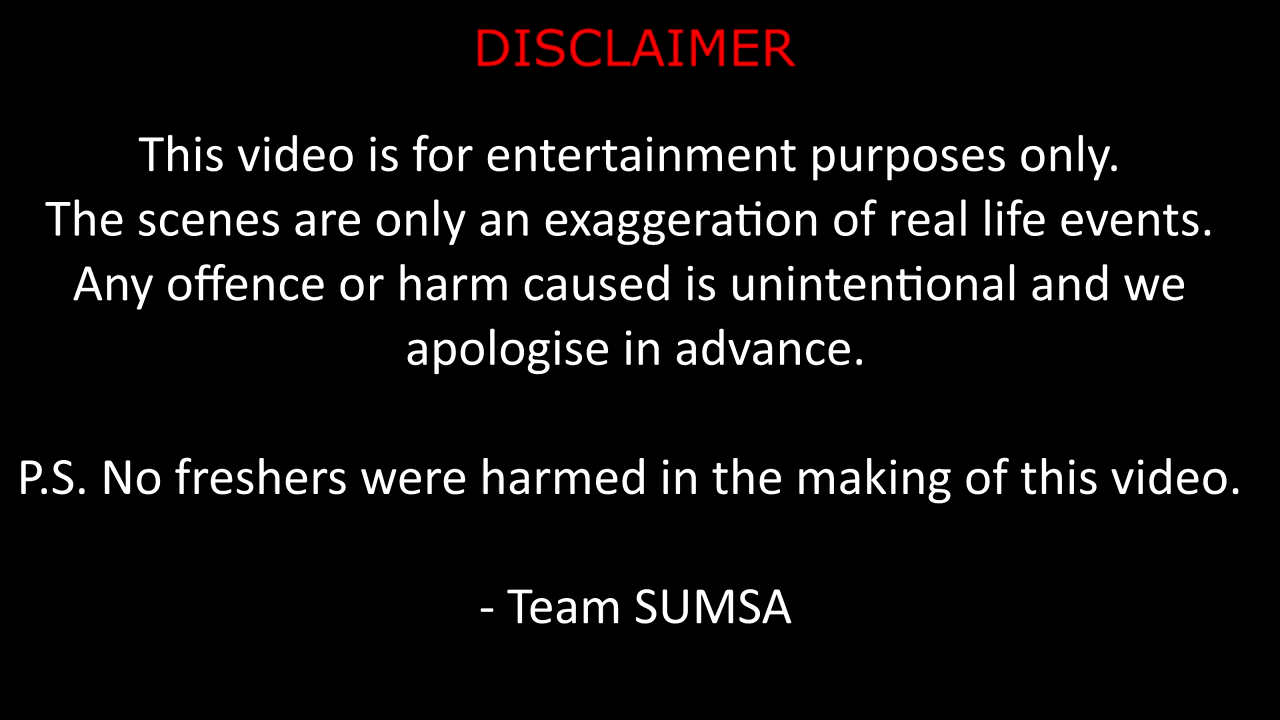 DISCLAIMER
This video is for entertainment purposes only.
The scenes are only an exaggeration of real life events.
Any offence or harm caused is unintentional and we
apologise in advance.
P.S. No freshers were harmed in the making of this video.
- Team SUMSA